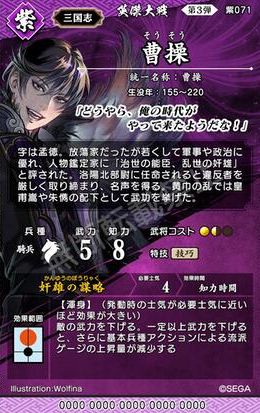 紫 三国志 英傑大戦 第3弾 紫071
そう そう
曹操
統一名称：曹操
生没年：155～220
「どうやら、俺の時代が
やって来たようだな！」
字は孟徳。放蕩家だったが若くして軍事や政治に
優れ、人物鑑定家に「治世の能臣、乱世の奸雄」
と評された。洛陽北部尉に任命されると違反者を
厳しく取り締まり、名声を得る。黄巾の乱では皇
甫嵩や朱儁の配下として武功を挙げた。
兵種 武力 知力 武将コスト
騎兵 5 8 特技 技巧
かんゆうのぼうりゃく 必要士気 効果時間
奸雄の謀略 4 知力時間
効果範囲
【渾身】（発動時の士気が必要士気に近い
ほど効果が大きい）
敵の武力を下げる。一定以上武力を下げる
と、さらに基本兵種アクションによる流派
ゲージの上昇量が減少する
Illustration:Wolfina ©SEGA
0000 0000 0000 0000 0000